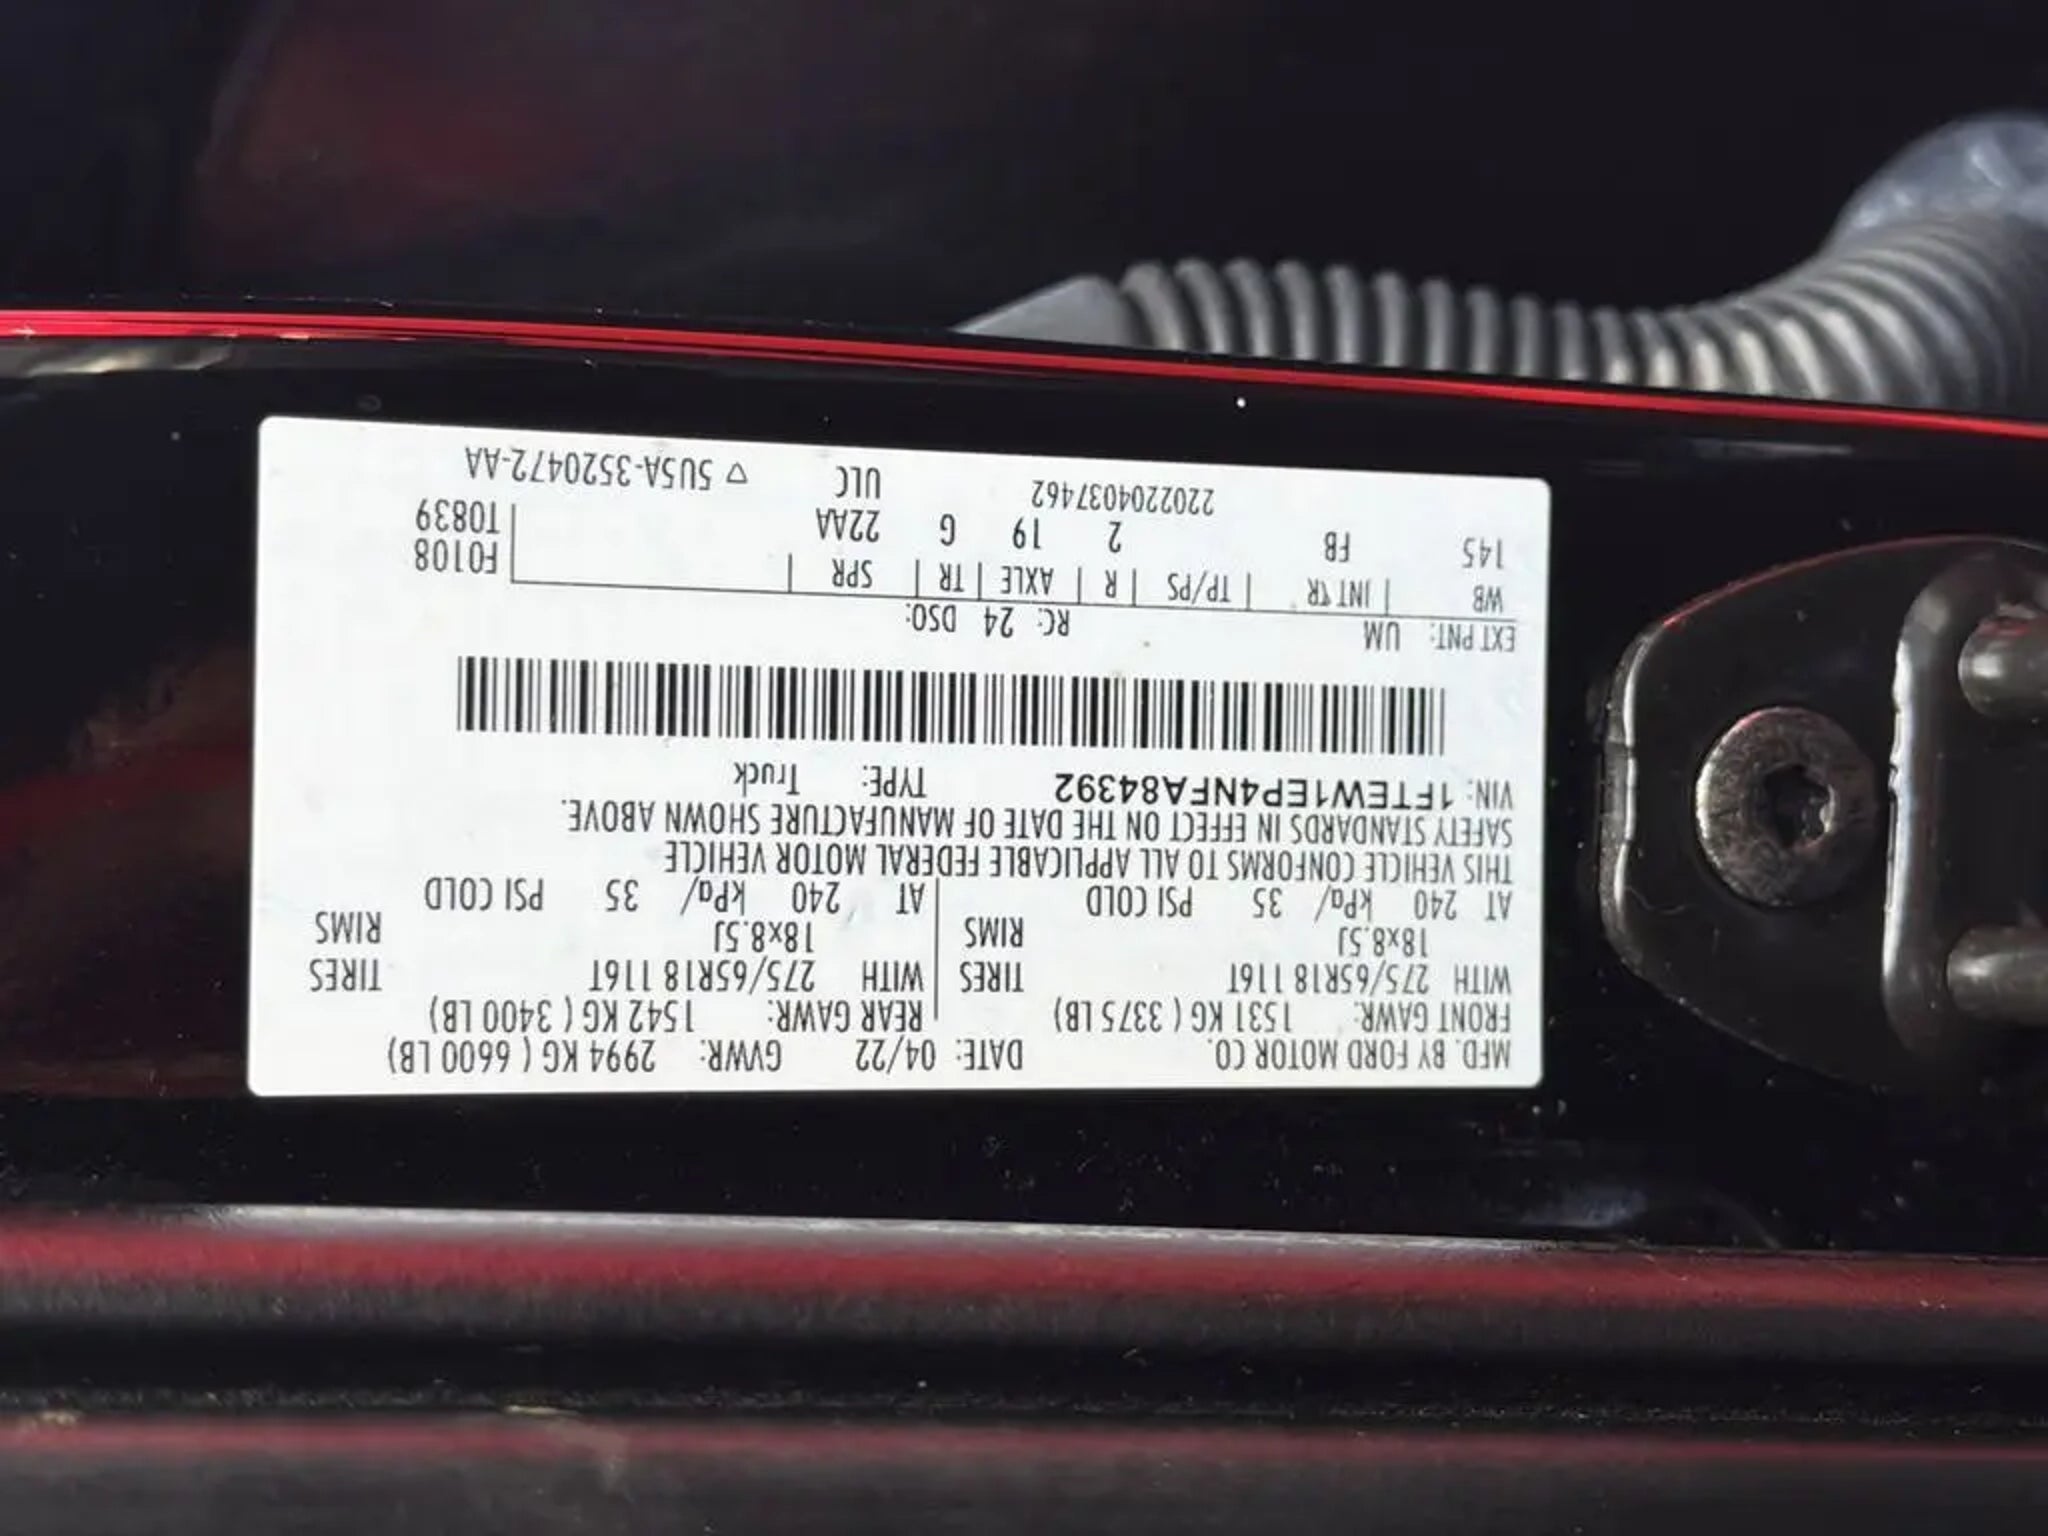 MFD. BY FORD MOTOR CO. DATE: 04/22 GVWR: 2994 KG ( 6600 LB)
FRONT GAWR: 1531 KG ( 3375 LB) REAR GAWR: 1542 KG ( 3400 LB)
WITH 275/65R18 116T TIRES WITH 275/65R18 116T TIRES
18x8.5J RIMS 18x8.5J RIMS
AT 240 kPa/ 35 PSI COLD AT 240 kPa/ 35 PSI COLD
THIS VEHICLE CONFORMS TO ALL APPLICABLE FEDERAL MOTOR VEHICLE
SAFETY STANDARDS IN EFFECT ON THE DATE OF MANUFACTURE SHOWN ABOVE.
VIN: 1FTEW1EP4NFA84392 TYPE: Truck
EXT PNT: UM RC: 24 DSO:
WB | INT TR | TP/PS | R | AXLE | TR | SPR | F0108
145 FB 2 19 G 22AA T0839
2202204037462 ULC ▽ 5U5A-3520472-AA